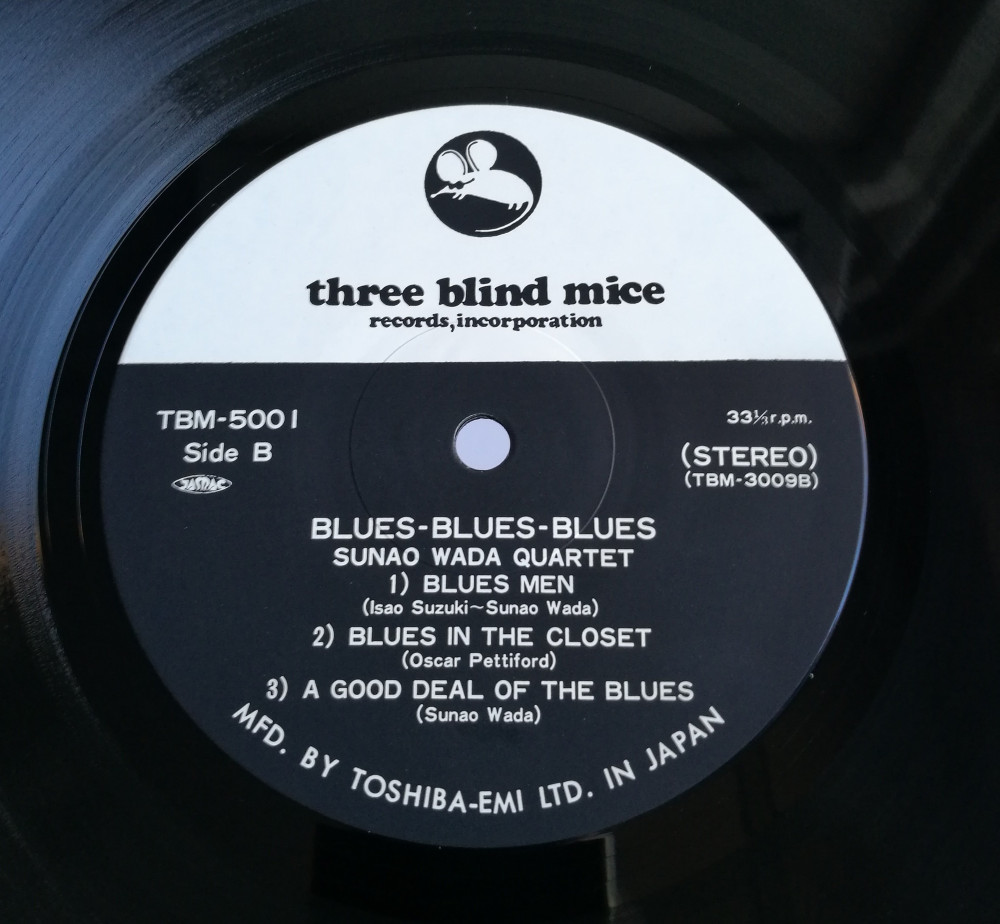 three blind mice
records, incorporation
TBM-5001
Side B
JASRAC
33⅓ r.p.m.
(STEREO)
(TBM-3009B)
BLUES-BLUES-BLUES
SUNAO WADA QUARTET
1) BLUES MEN
(Isao Suzuki~Sunao Wada)
2) BLUES IN THE CLOSET
(Oscar Pettiford)
3) A GOOD DEAL OF THE BLUES
(Sunao Wada)
MFD. BY TOSHIBA-EMI LTD. IN JAPAN